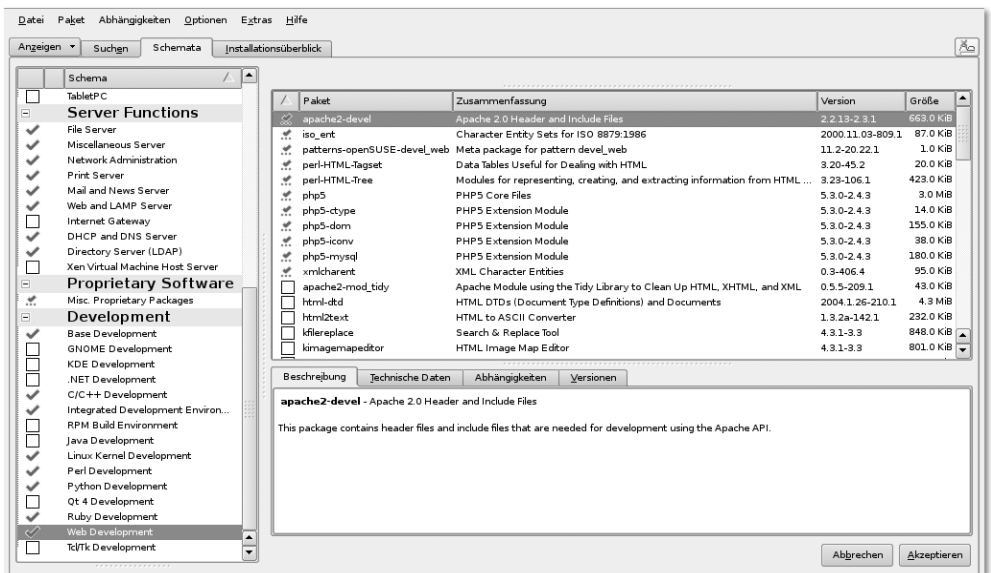 Datei Paket Abhängigkeiten Optionen Extras Hilfe
Anzeigen Suchen Schemata Installationsüberblick
Schema
TabletPC
Server Functions
File Server
Miscellaneous Server
Network Administration
Print Server
Mail and News Server
Web and LAMP Server
Internet Gateway
DHCP and DNS Server
Directory Server (LDAP)
Xen Virtual Machine Host Server
Proprietary Software
Misc. Proprietary Packages
Development
Base Development
GNOME Development
KDE Development
.NET Development
C/C++ Development
Integrated Development Environ...
RPM Build Environment
Java Development
Linux Kernel Development
Perl Development
Python Development
Qt 4 Development
Ruby Development
Web Development
Tcl/Tk Development
Paket Zusammenfassung Version Größe
apache2-devel Apache 2.0 Header and Include Files 2.2.13-2.3.1 663.0 KiB
iso_ent Character Entity Sets for ISO 8879:1986 2000.11.03-809.1 87.0 KiB
patterns-openSUSE-devel_web Meta package for pattern devel_web 11.2-20.22.1 1.0 KiB
perl-HTML-Tagset Data Tables Useful for Dealing with HTML 3.20-45.2 20.0 KiB
perl-HTML-Tree Modules for representing, creating, and extracting information from HTML ... 3.23-106.1 423.0 KiB
php5 PHP5 Core Files 5.3.0-2.4.3 3.0 MiB
php5-ctype PHP5 Extension Module 5.3.0-2.4.3 14.0 KiB
php5-dom PHP5 Extension Module 5.3.0-2.4.3 155.0 KiB
php5-iconv PHP5 Extension Module 5.3.0-2.4.3 38.0 KiB
php5-mysql PHP5 Extension Module 5.3.0-2.4.3 180.0 KiB
xmlcharent XML Character Entities 0.3-406.4 95.0 KiB
apache2-mod_tidy Apache Module using the Tidy Library to Clean Up HTML, XHTML, and XML 0.5.5-209.1 43.0 KiB
html-dtd HTML DTDs (Document Type Definitions) and Documents 2004.1.26-210.1 4.3 MiB
html2text HTML to ASCII Converter 1.3.2a-142.1 232.0 KiB
kfilereplace Search & Replace Tool 4.3.1-3.3 848.0 KiB
kimagemapeditor HTML Image Map Editor 4.3.1-3.3 801.0 KiB
Beschreibung Technische Daten Abhängigkeiten Versionen
apache2-devel - Apache 2.0 Header and Include Files
This package contains header files and include files that are needed for development using the Apache API.
Abbrechen Akzeptieren